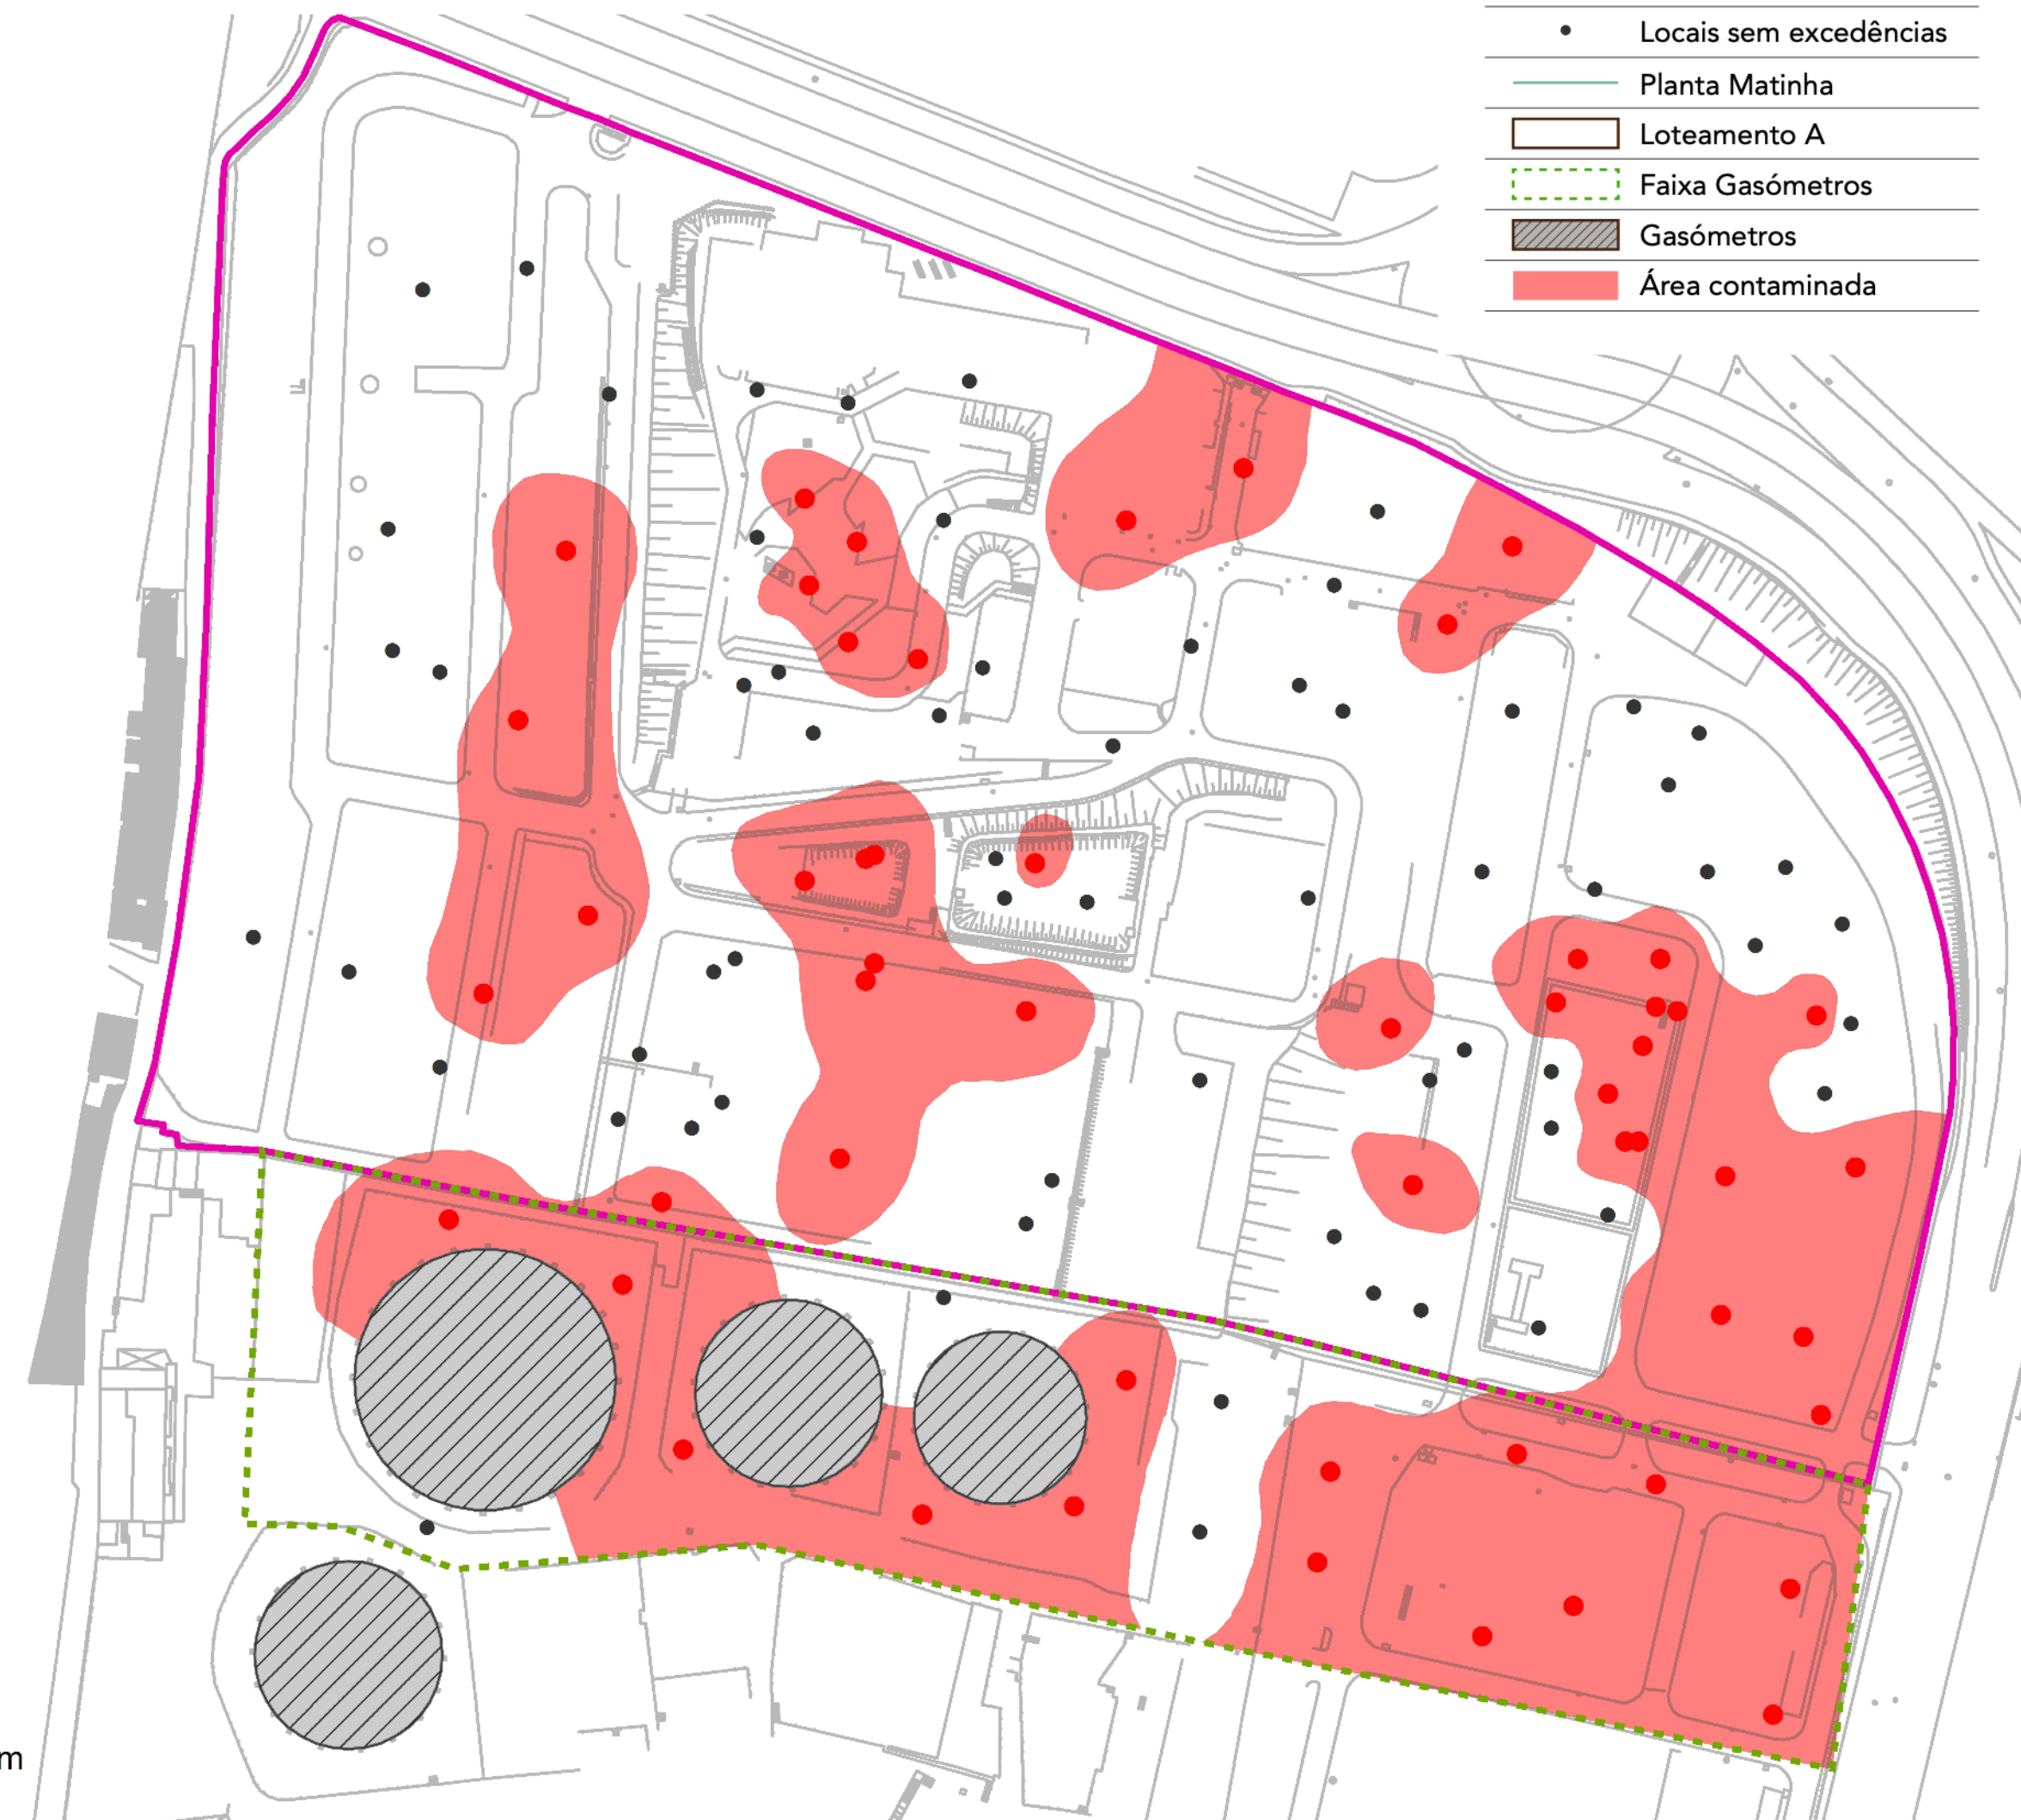 Locais sem excedências
Planta Matinha
Loteamento A
Faixa Gasómetros
Gasómetros
Área contaminada
m